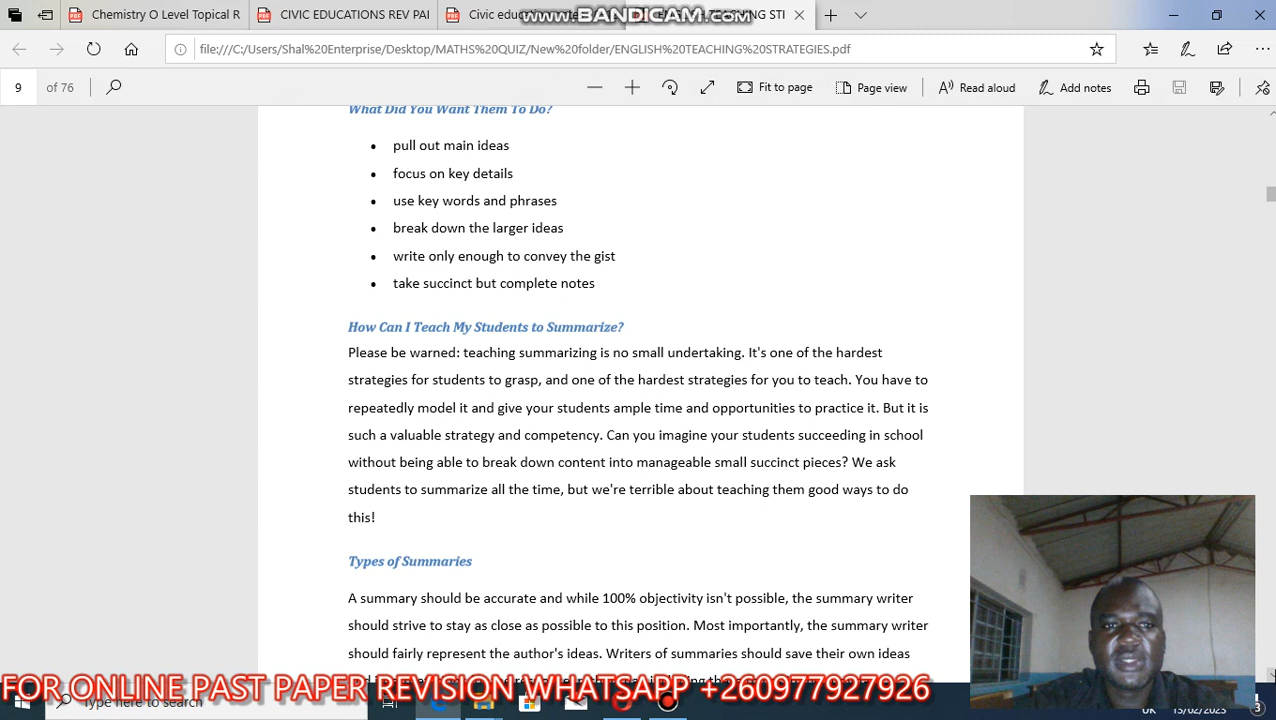 Chemistry O Level Topical R
CIVIC EDUCATIONS REV PAI
Civic education
www.BANDICAM.com
TEACHING STI
file:///C:/Users/Shal%20Enterprise/Desktop/MATHS%20QUIZ/New%20folder/ENGLISH%20TEACHING%20STRATEGIES.pdf
9 of 76
Fit to page
Page view
Read aloud
Add notes
What Did You Want Them To Do?
• pull out main ideas
• focus on key details
• use key words and phrases
• break down the larger ideas
• write only enough to convey the gist
• take succinct but complete notes
How Can I Teach My Students to Summarize?
Please be warned: teaching summarizing is no small undertaking. It's one of the hardest
strategies for students to grasp, and one of the hardest strategies for you to teach. You have to
repeatedly model it and give your students ample time and opportunities to practice it. But it is
such a valuable strategy and competency. Can you imagine your students succeeding in school
without being able to break down content into manageable small succinct pieces? We ask
students to summarize all the time, but we're terrible about teaching them good ways to do
this!
Types of Summaries
A summary should be accurate and while 100% objectivity isn't possible, the summary writer
should strive to stay as close as possible to this position. Most importantly, the summary writer
should fairly represent the author's ideas. Writers of summaries should save their own ideas
FOR ONLINE PAST PAPER REVISION WHATSAPP +260977927926
Type here to search
UK
15/02/2023
3